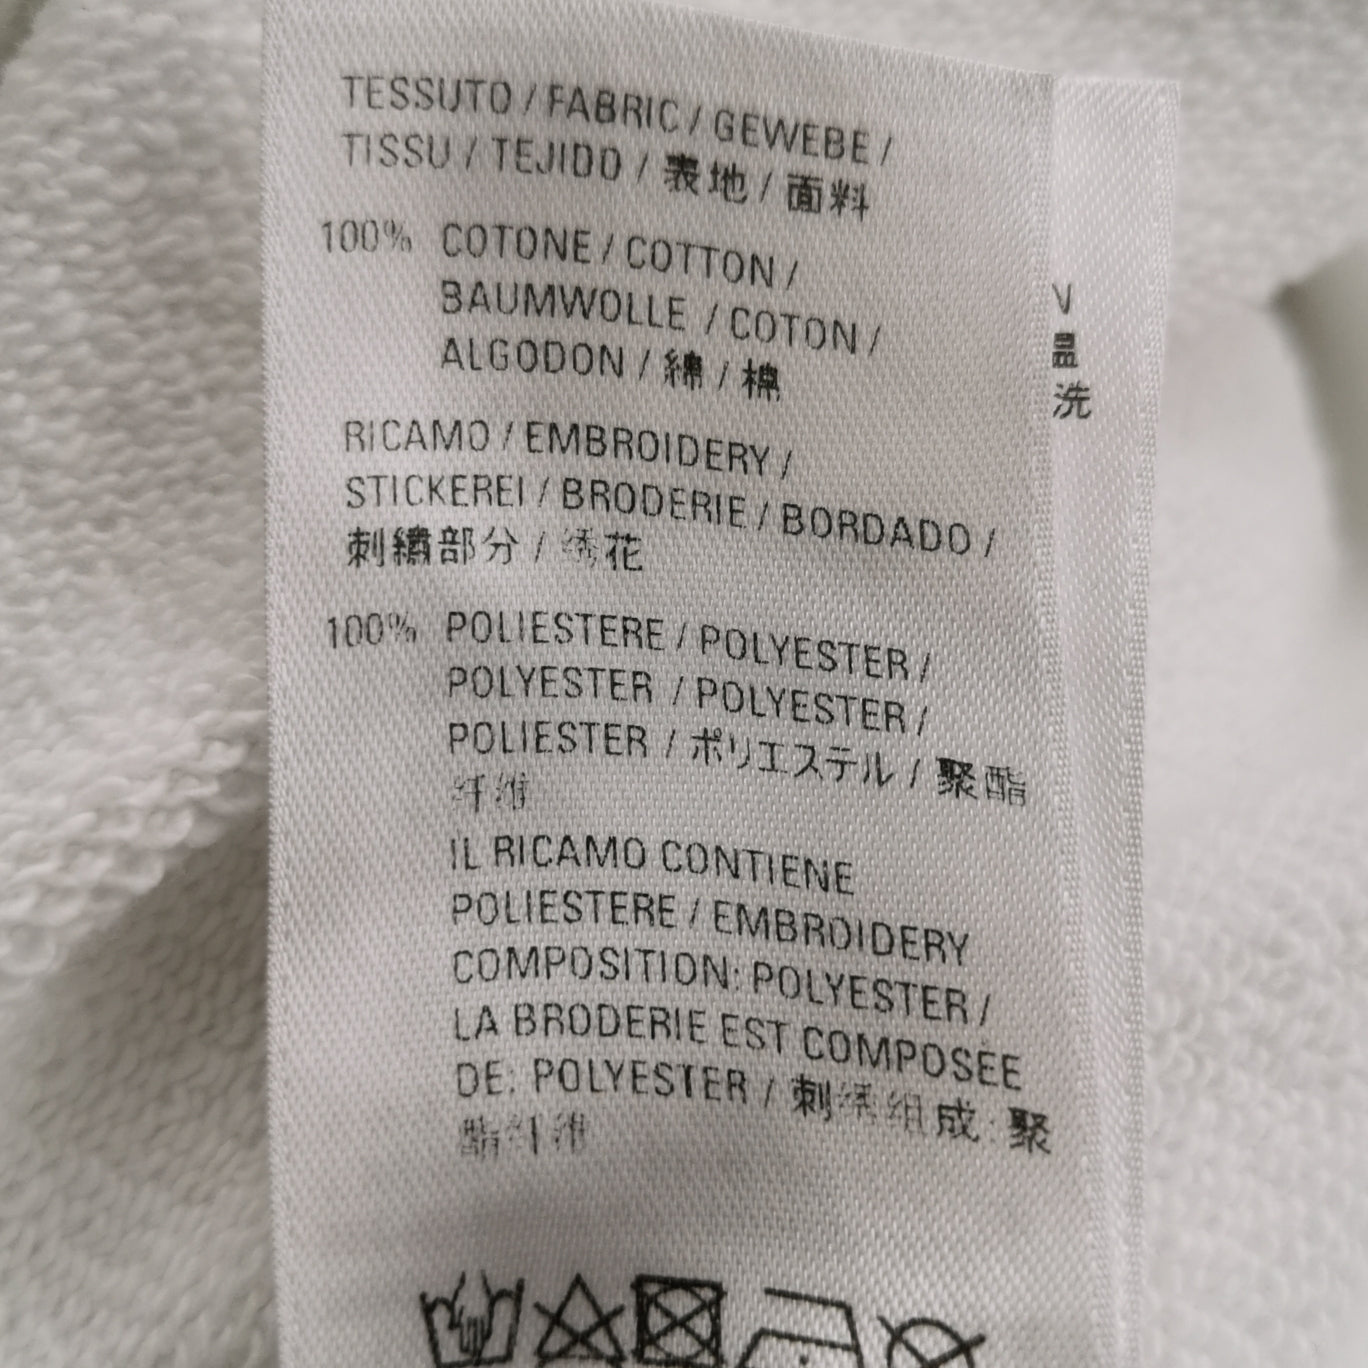 TESSUTO / FABRIC / GEWEBE /
TISSU / TEJIDO / 表地 / 面料
100% COTONE / COTTON /
BAUMWOLLE / COTON /
ALGODON / 綿 / 棉
RICAMO / EMBROIDERY /
STICKEREI / BRODERIE / BORDADO /
刺繍部分 / 绣花
100% POLIESTERE / POLYESTER /
POLYESTER / POLYESTER /
POLIESTER / ポリエステル / 聚酯
纤维
IL RICAMO CONTIENE
POLIESTERE / EMBROIDERY
COMPOSITION: POLYESTER /
LA BRODERIE EST COMPOSÈE
DE: POLYESTER / 刺绣组成: 聚
酯纤维
洗